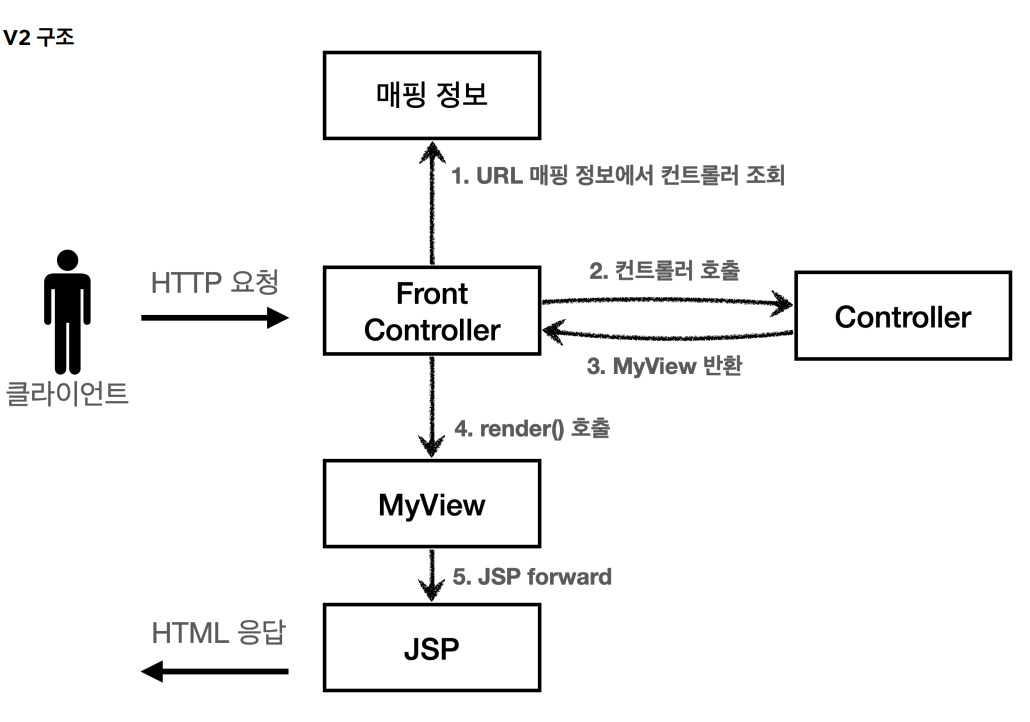 V2 구조
매핑 정보
1. URL 매핑 정보에서 컨트롤러 조회
HTTP 요청
클라이언트
Front
Controller
2. 컨트롤러 호출
Controller
3. MyView 반환
4. render() 호출
MyView
5. JSP forward
HTML 응답
JSP